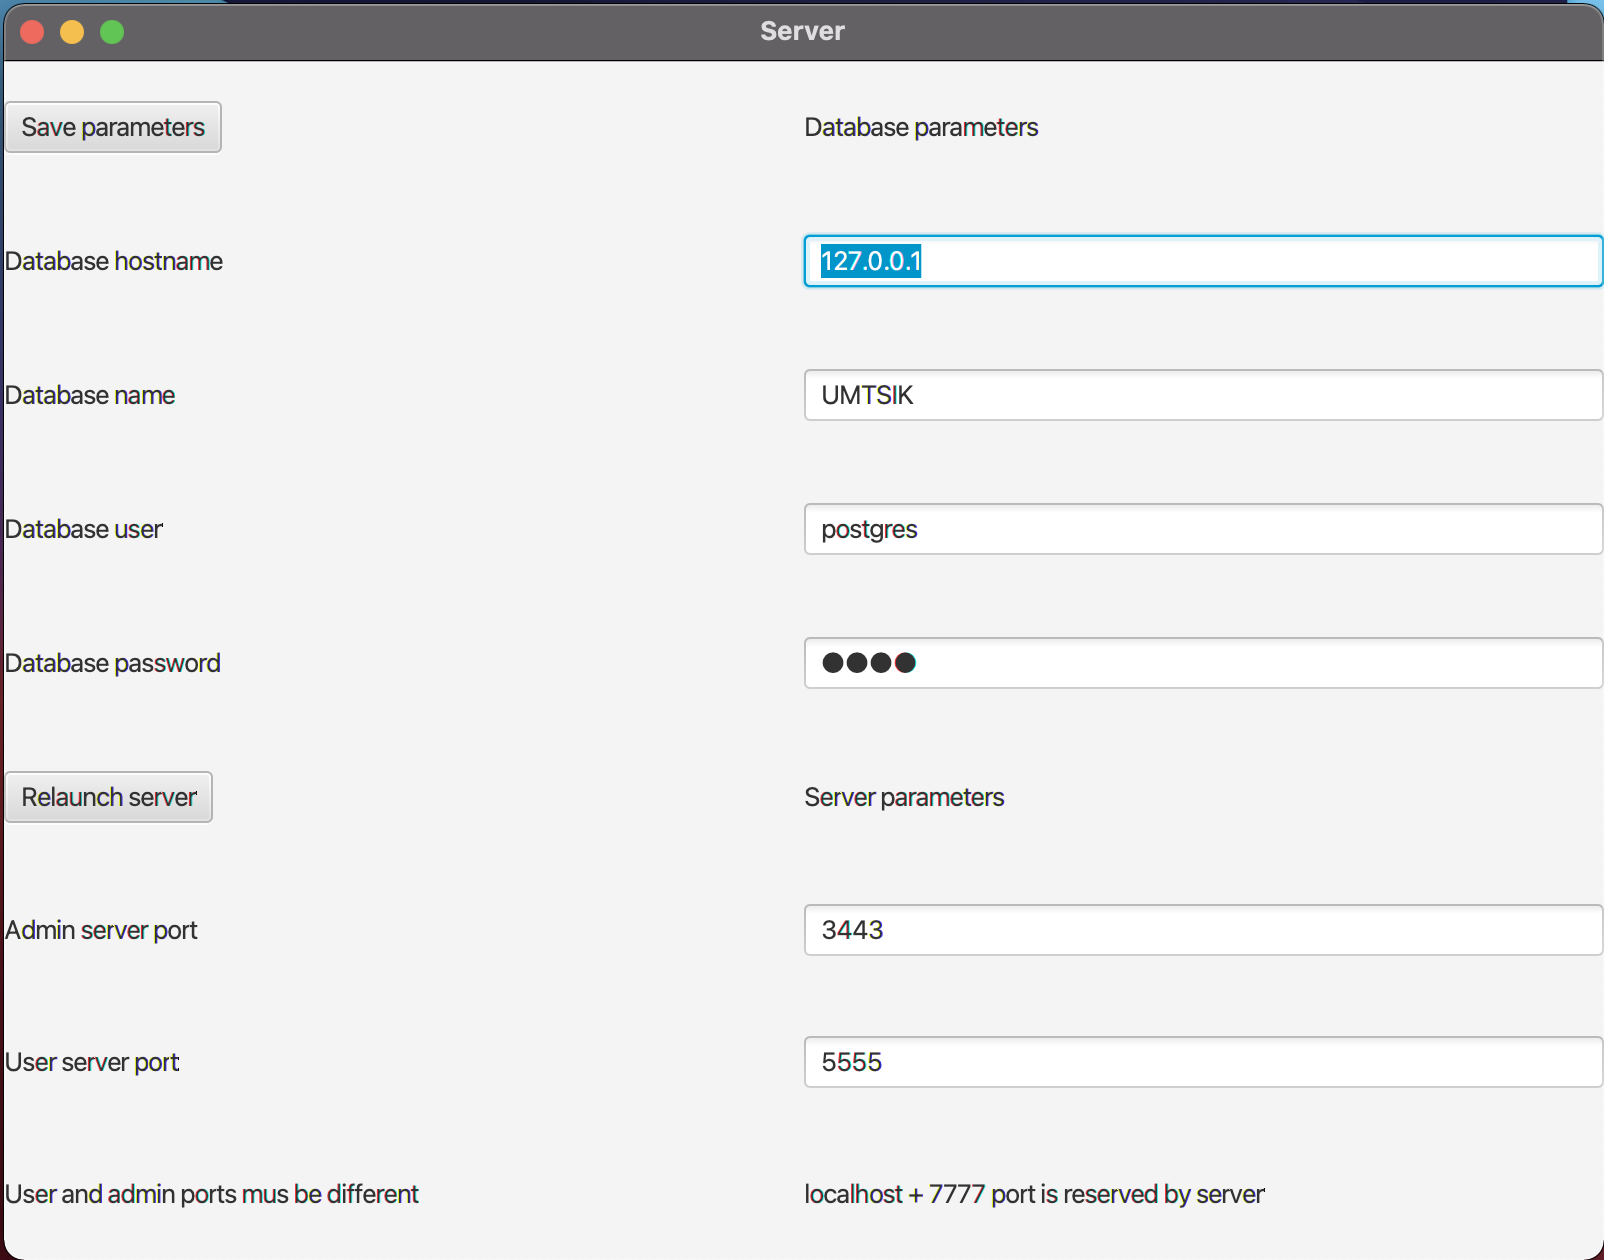 Server
Save parameters
Database parameters
Database hostname
127.0.0.1
Database name
UMTSIK
Database user
postgres
Database password
●●●●
Relaunch server
Server parameters
Admin server port
3443
User server port
5555
User and admin ports mus be different
localhost + 7777 port is reserved by server